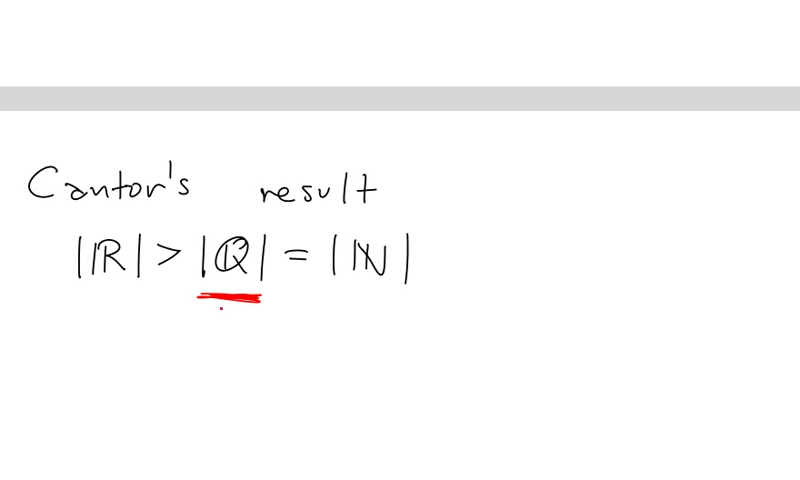 Cantor's result
|ℝ| > |ℚ| = |ℕ|